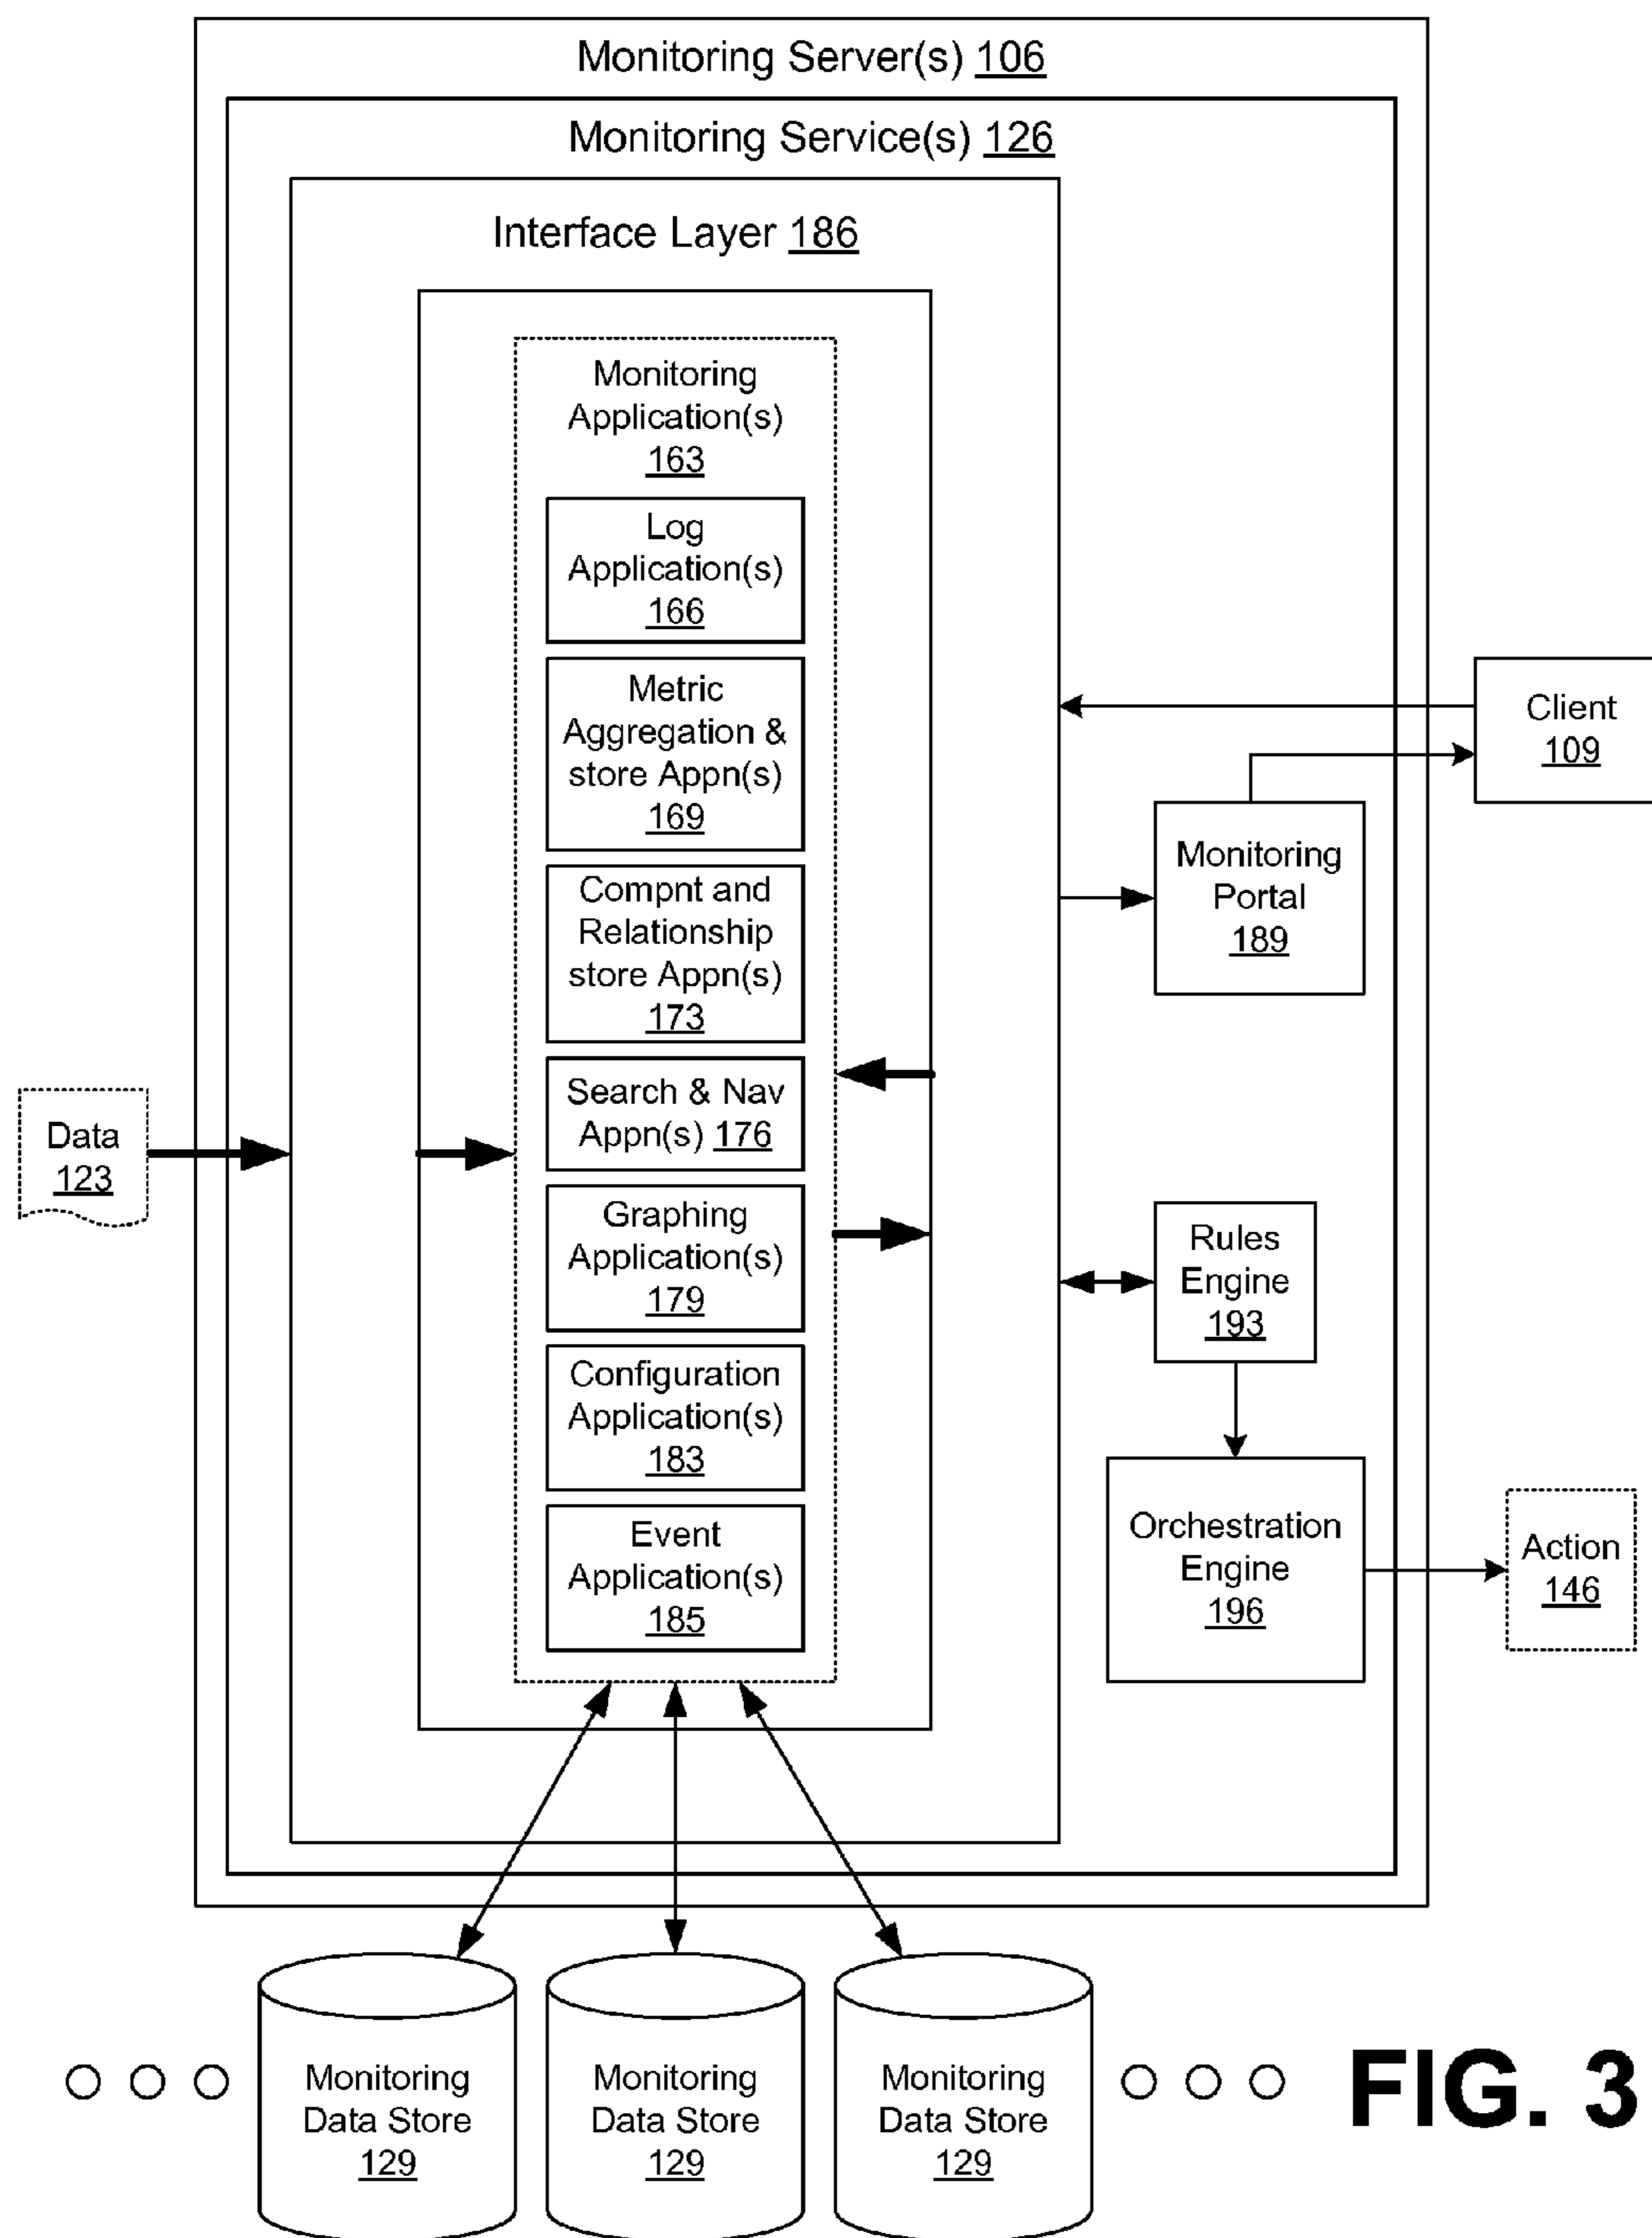 Monitoring Server(s) 106
Monitoring Service(s) 126
Interface Layer 186
Monitoring
Application(s)
163
Log
Application(s)
166
Metric
Aggregation &
store Appn(s)
169
Compnt and
Relationship
store Appn(s)
173
Search & Nav
Appn(s) 176
Graphing
Application(s)
179
Configuration
Application(s)
183
Event
Application(s)
185
Data
123
Client
109
Monitoring
Portal
189
Rules
Engine
193
Orchestration
Engine
196
Action
146
Monitoring
Data Store
129
Monitoring
Data Store
129
Monitoring
Data Store
129
FIG. 3